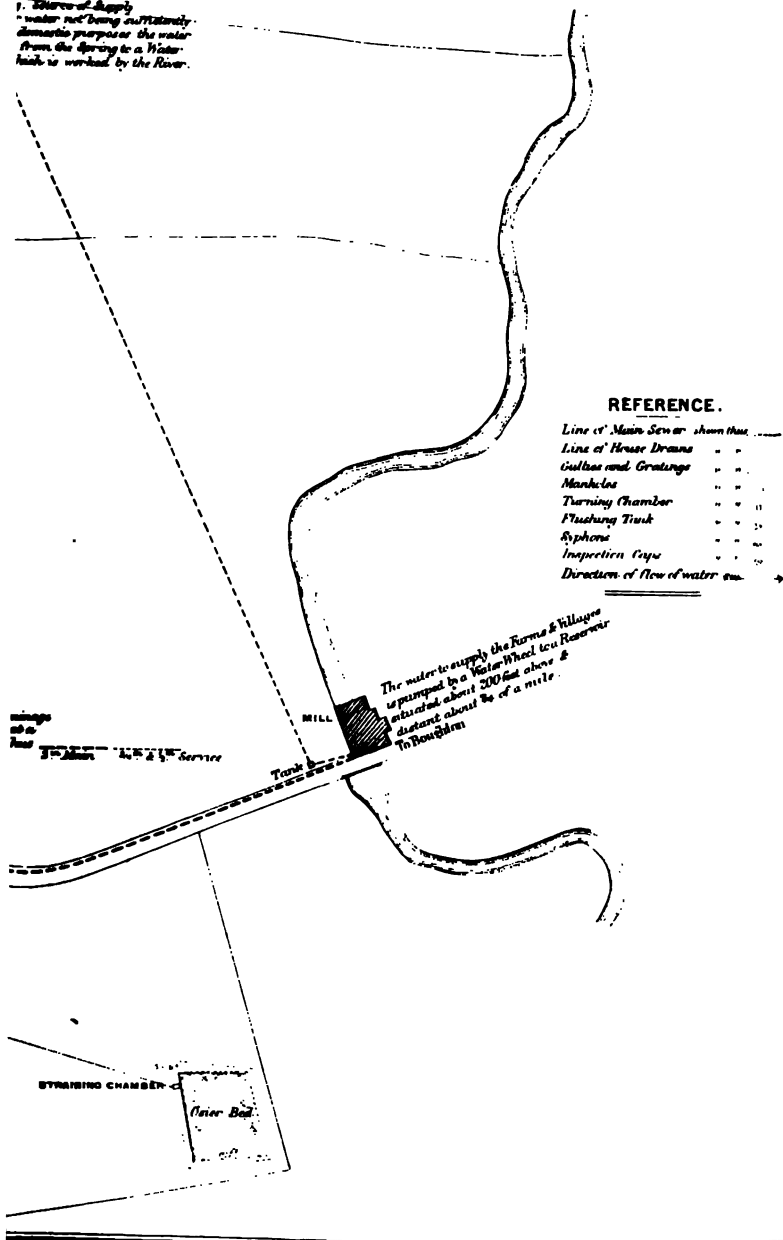 Source of Supply
water not being sufficiently
domestic purposes the water
from the Spring to a Water
which is worked by the River.
REFERENCE.
Line of Main Sewer shown thus
Line of House Drains " "
Gullies and Gratings " "
Manholes " "
Turning Chamber " "
Flushing Tank " "
Syphons " "
Inspection Caps " "
Direction of flow of water
The water to supply the Farms & Villages
is pumped by a Water Wheel to a Reservoir
situated about 200 feet above &
distant about ¾ of a mile.
To Boughton
MILL
Tank
Main & Service
STRAINING CHAMBER
Osier Bed